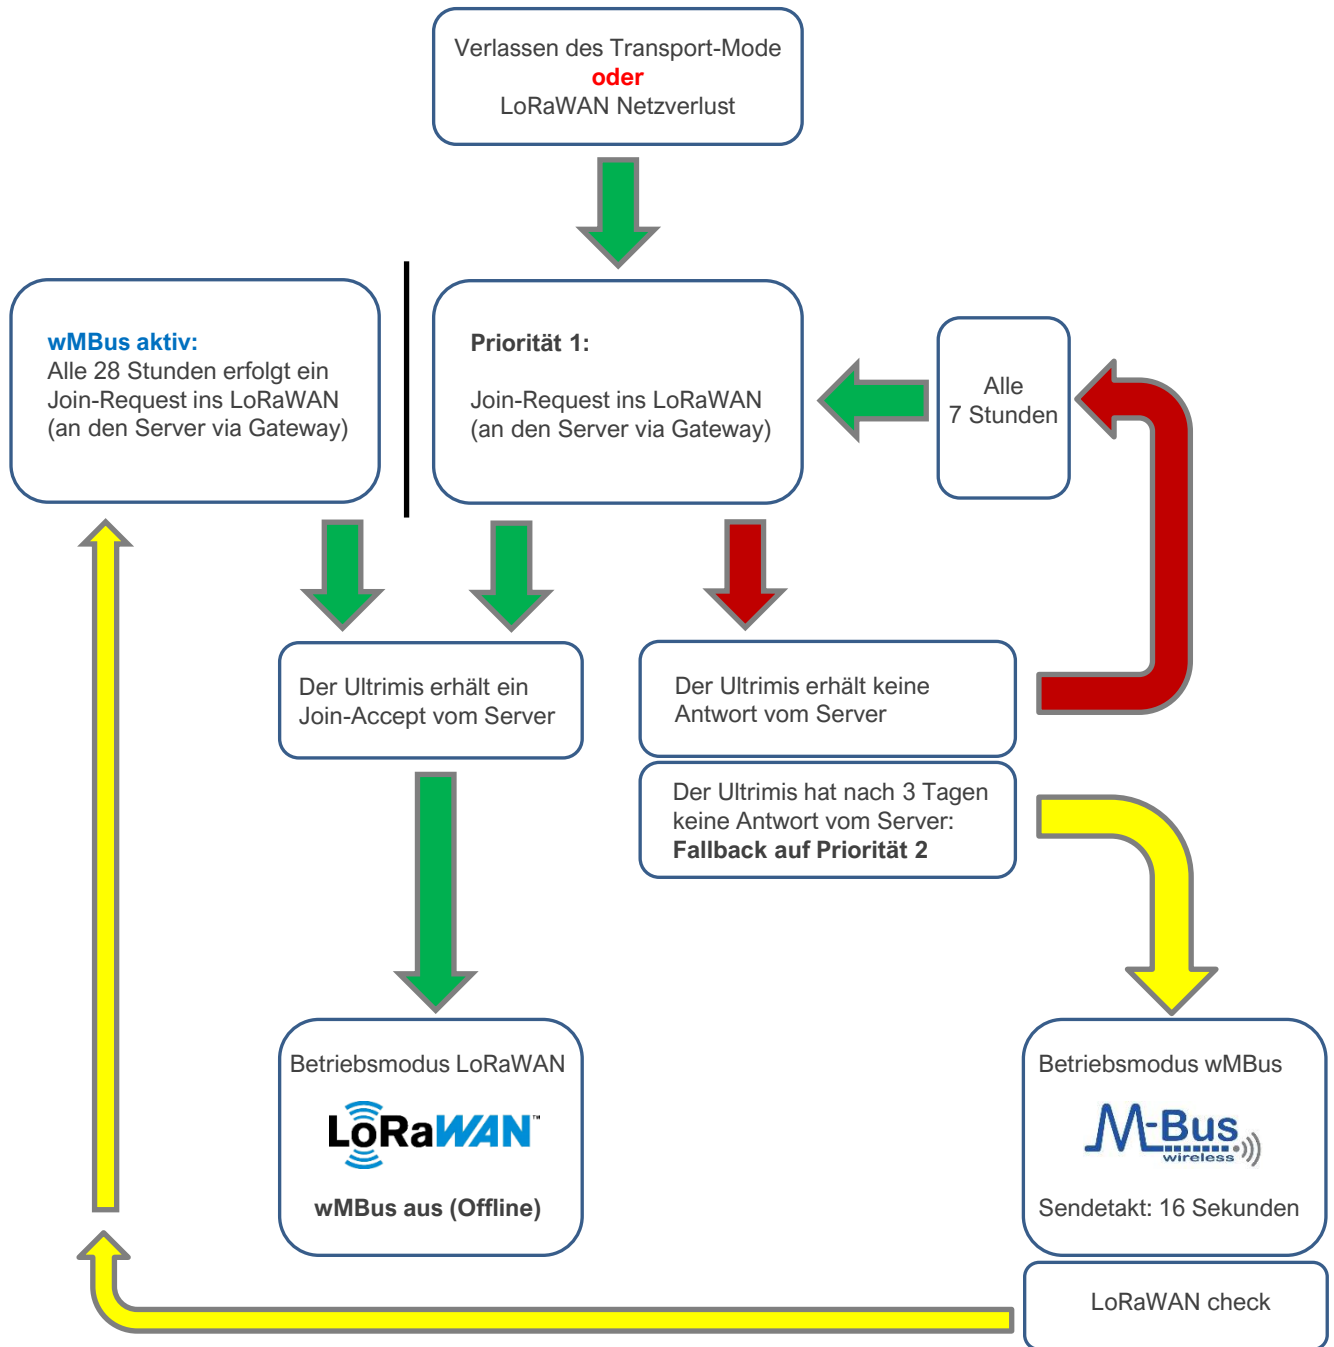 Verlassen des Transport-Mode
oder
LoRaWAN Netzverlust
wMBus aktiv:
Alle 28 Stunden erfolgt ein
Join-Request ins LoRaWAN
(an den Server via Gateway)
Priorität 1:
Join-Request ins LoRaWAN
(an den Server via Gateway)
Alle
7 Stunden
Der Ultrimis erhält ein
Join-Accept vom Server
Der Ultrimis erhält keine
Antwort vom Server
Der Ultrimis hat nach 3 Tagen
keine Antwort vom Server:
Fallback auf Priorität 2
Betriebsmodus LoRaWAN
LoRaWAN™
wMBus aus (Offline)
Betriebsmodus wMBus
M-Bus
wireless
Sendetakt: 16 Sekunden
LoRaWAN check